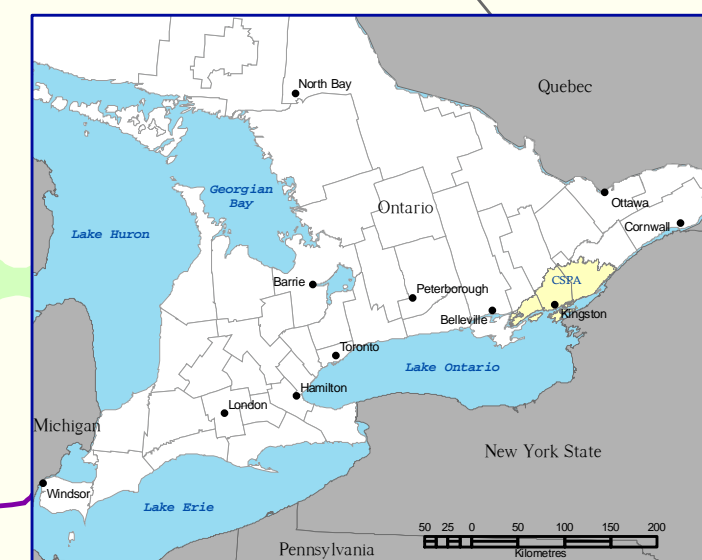 North Bay
Quebec
Georgian
Bay
Ottawa
Ontario
Cornwall
Lake Huron
Barrie
CSPA
Peterborough
Belleville
Kingston
Toronto
Lake Ontario
Hamilton
London
Michigan
New York State
Windsor
Lake Erie
50 25 0 50 100 150 200
Kilometres
Pennsylvania